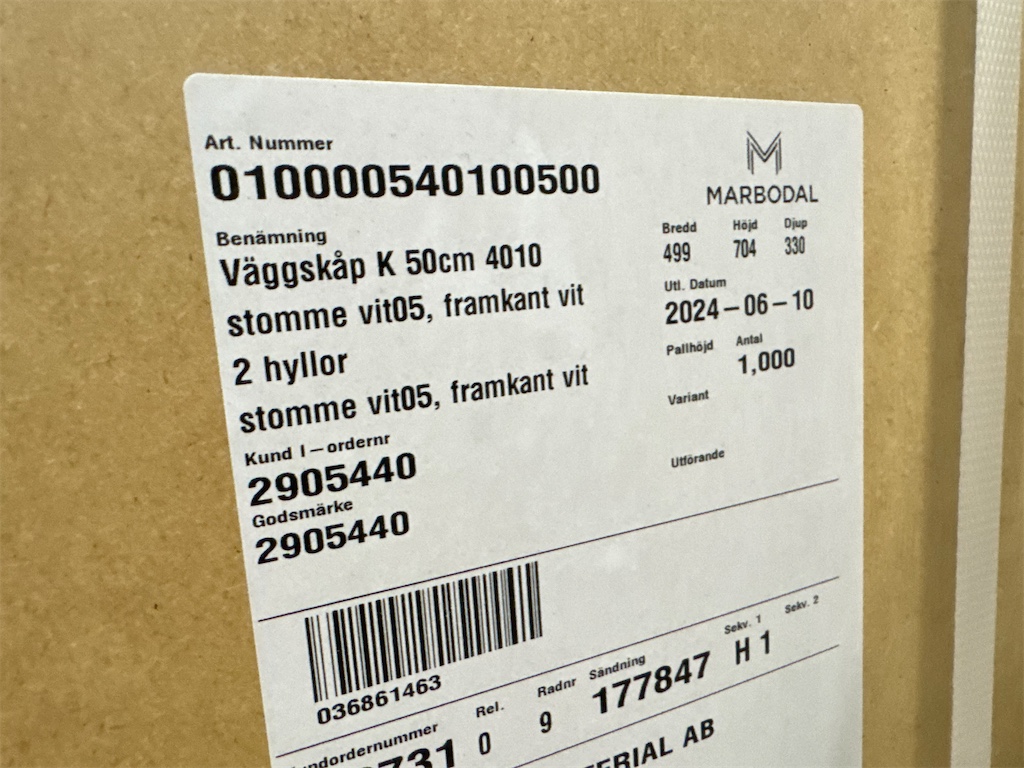 Art. Nummer
010000540100500
MARBODAL
Benämning
Väggskåp K 50cm 4010
stomme vit05, framkant vit
2 hyllor
stomme vit05, framkant vit
Bredd Höjd Djup
499 704 330
Utl. Datum
2024-06-10
Pallhöjd Antal
1,000
Variant
Utförande
Kund I-ordernr
2905440
Godsmärke
2905440
036861463
Rel. Radnr Sändning Sekv. 1 Sekv. 2
0 9 177847 H 1
AB